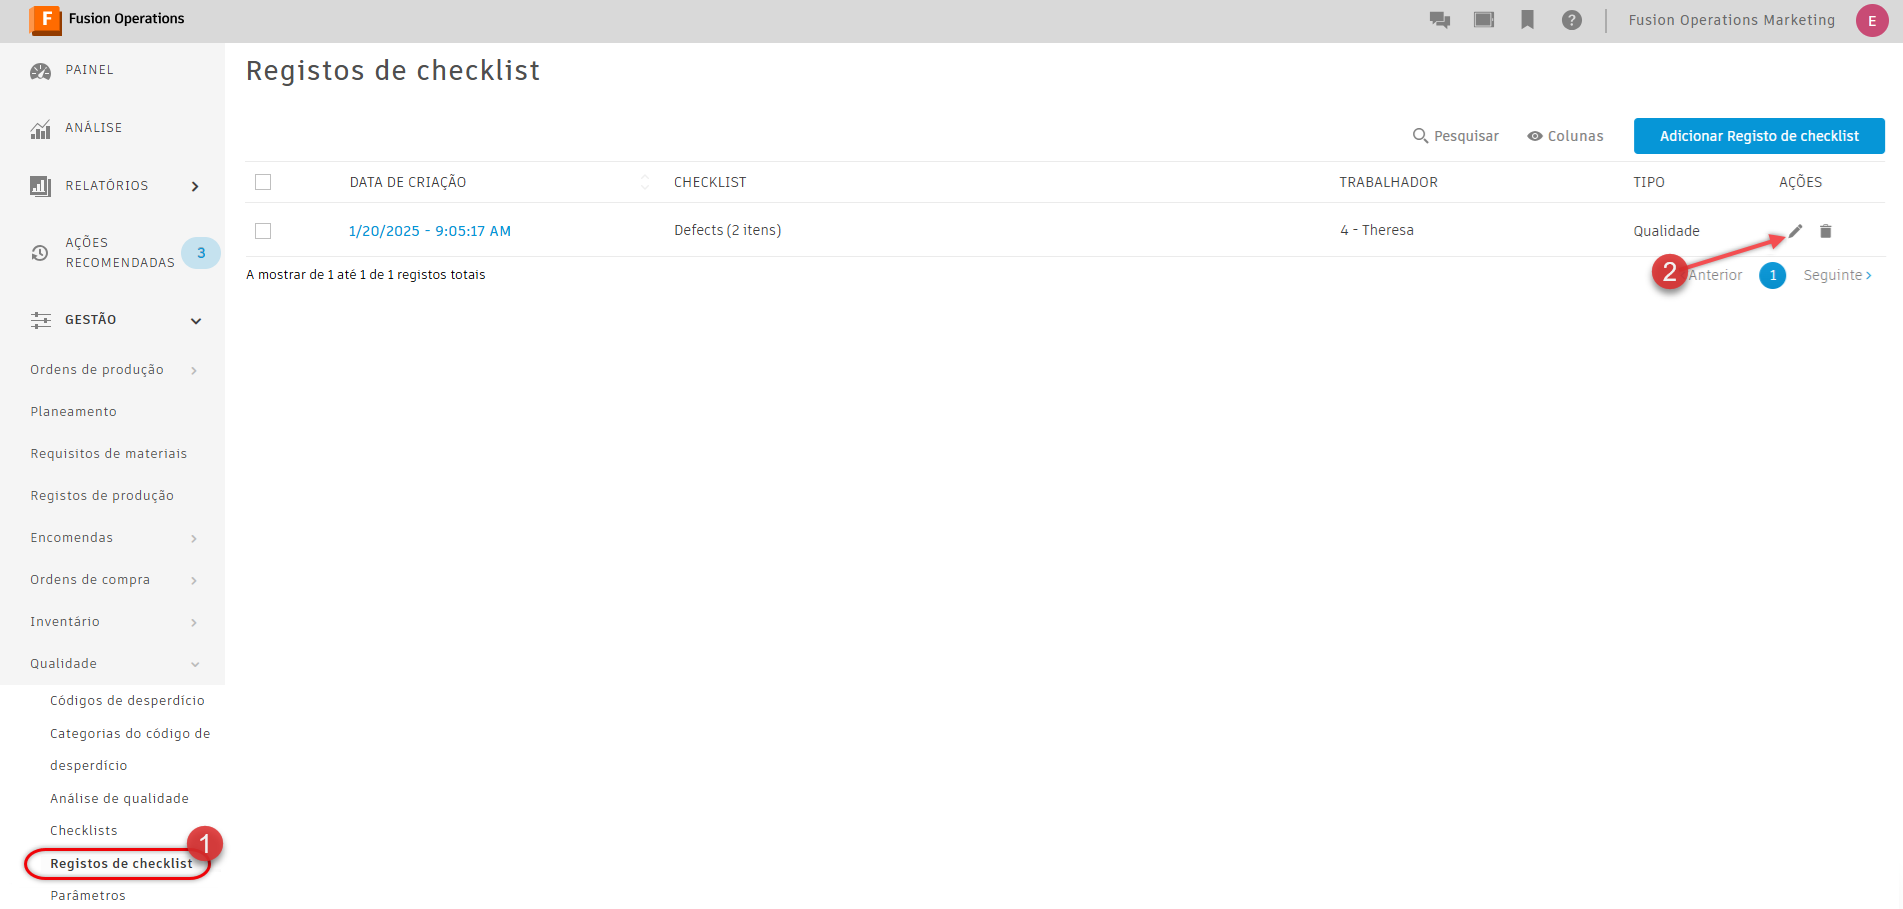 F Fusion Operations
? Fusion Operations Marketing E
PAINEL
ANÁLISE
RELATÓRIOS
AÇÕES
RECOMENDADAS 3
GESTÃO
Ordens de produção
Planeamento
Requisitos de materiais
Registos de produção
Encomendas
Ordens de compra
Inventário
Qualidade
Códigos de desperdício
Categorias do código de
desperdício
Análise de qualidade
Checklists
1
Registos de checklist
Parâmetros
Registos de checklist
Pesquisar Colunas Adicionar Registo de checklist
DATA DE CRIAÇÃO CHECKLIST TRABALHADOR TIPO AÇÕES
1/20/2025 - 9:05:17 AM Defects (2 itens) 4 - Theresa Qualidade
A mostrar de 1 até 1 de 1 registos totais
2 Anterior 1 Seguinte